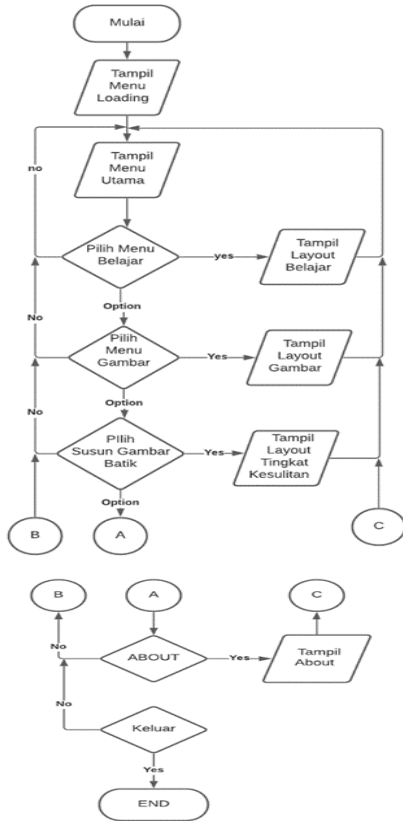 Mulai
Tampil
Menu
Loading
Tampil
Menu
Utama
no
Pilih Menu
Belajar
yes
Tampil
Layout
Belajar
Option
No
Pilih
Menu
Gambar
Yes
Tampil
Layout
Gambar
Option
No
PIlih
Susun Gambar
Batik
Yes
Tampil
Layout
Tingkat
Kesulitan
Option
B
A
C
B
A
C
No
ABOUT
Yes
Tampil
About
No
Keluar
Yes
END